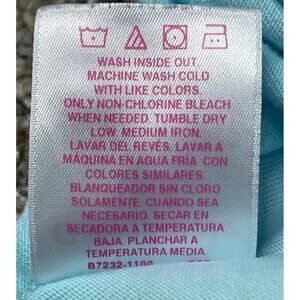 WASH INSIDE OUT.
MACHINE WASH COLD
WITH LIKE COLORS.
ONLY NON-CHLORINE BLEACH
WHEN NEEDED. TUMBLE DRY
LOW. MEDIUM IRON.
LAVAR DEL REVÉS. LAVAR A
MÁQUINA EN AGUA FRÍA CON
COLORES SIMILARES.
BLANQUEADOR SIN CLORO
SOLAMENTE. CUANDO SEA
NECESARIO. SECAR EN
SECADORA A TEMPERATURA
BAJA. PLANCHAR A
TEMPERATURA MEDIA.
B7232-1100